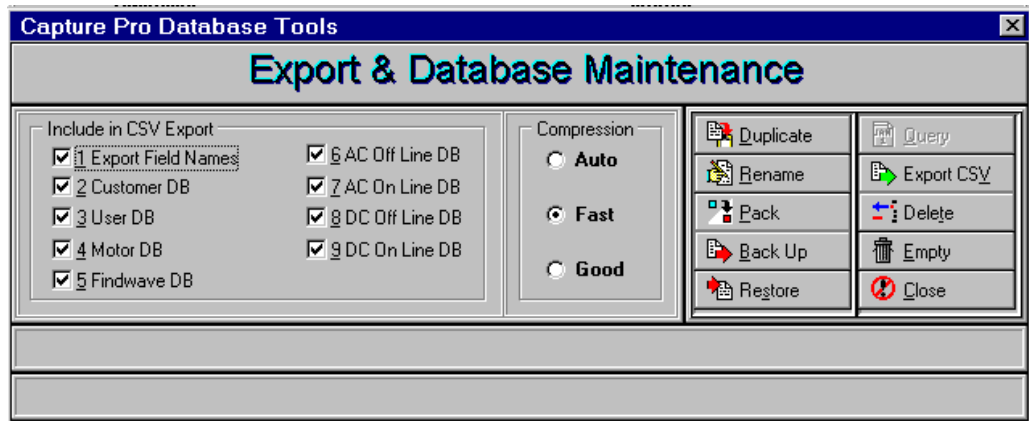 Capture Pro Database Tools
Export & Database Maintenance
Include in CSV Export
1 Export Field Names
2 Customer DB
3 User DB
4 Motor DB
5 Findwave DB
6 AC Off Line DB
7 AC On Line DB
8 DC Off Line DB
9 DC On Line DB
Compression
Auto
Fast
Good
Duplicate
Rename
Pack
Back Up
Restore
Query
Export CSV
Delete
Empty
Close